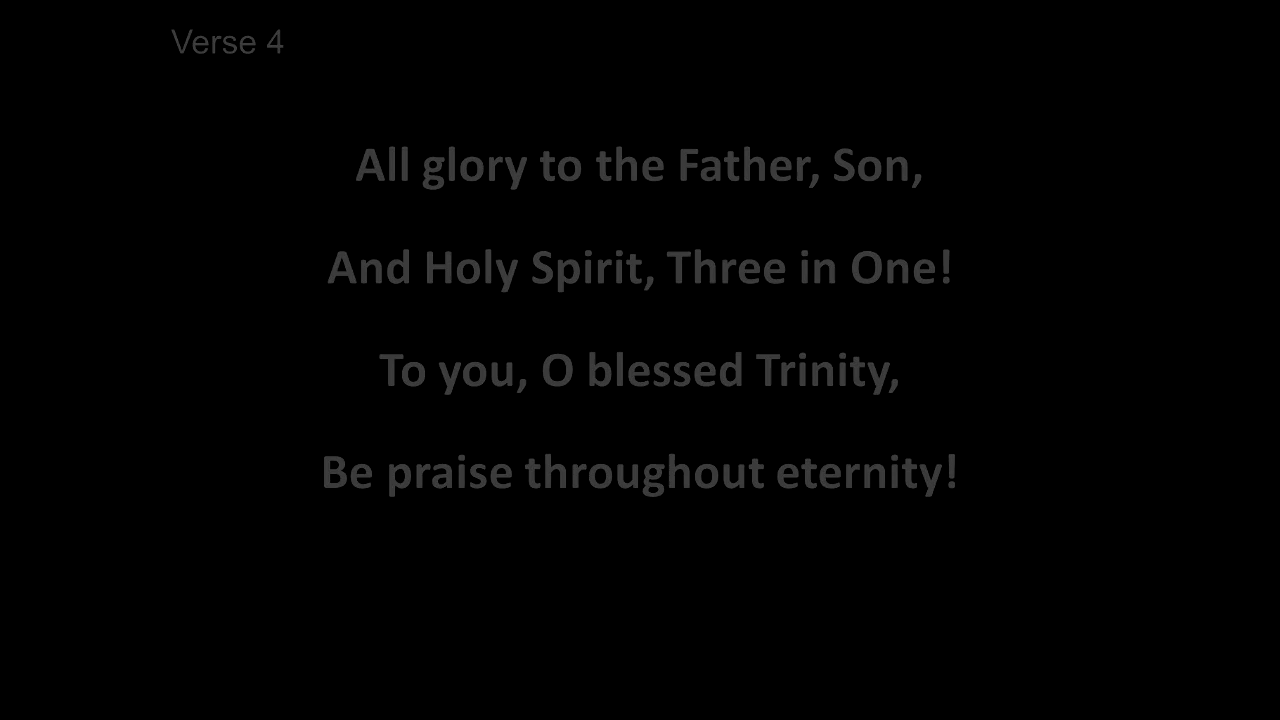 Verse 4
All glory to the Father, Son,
And Holy Spirit, Three in One!
To you, O blessed Trinity,
Be praise throughout eternity!